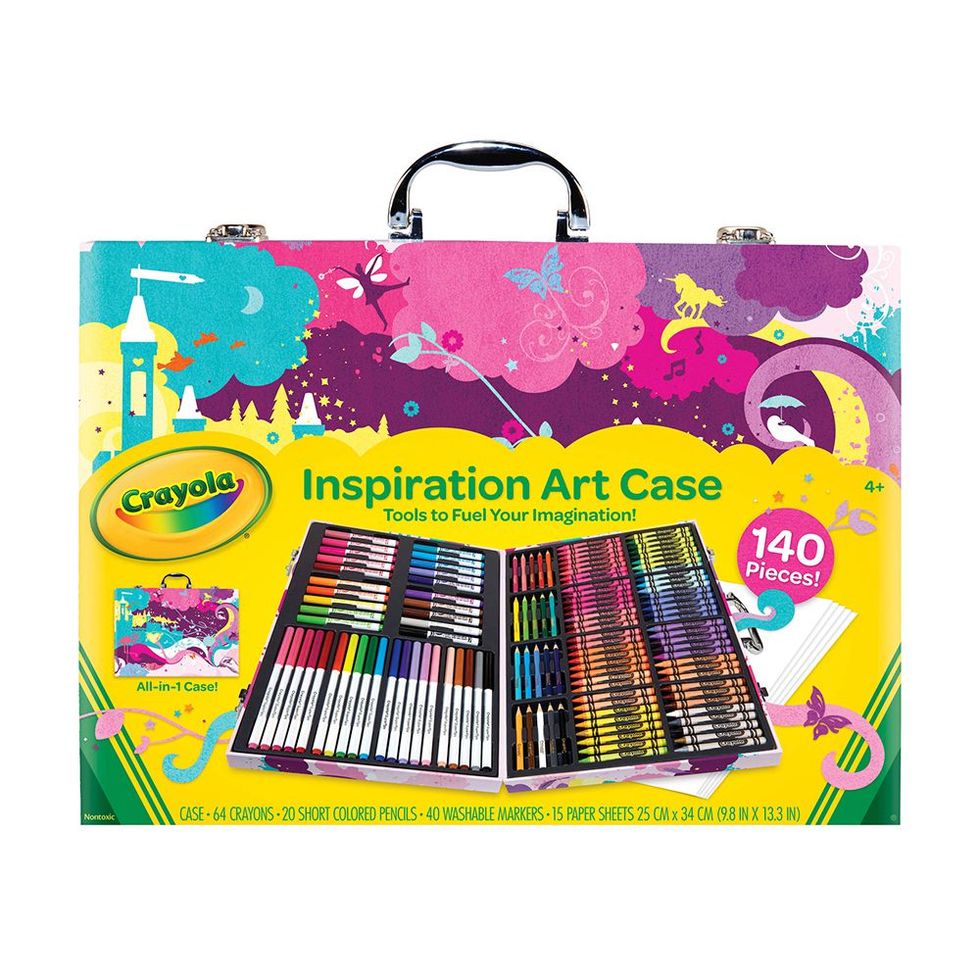 Crayola
Inspiration Art Case
Tools to Fuel Your Imagination!
4+
140
Pieces!
All-in-1 Case!
CASE • 64 CRAYONS • 20 SHORT COLORED PENCILS • 40 WASHABLE MARKERS • 15 PAPER SHEETS 25 CM x 34 CM (9.8 IN X 13.3 IN)
Nontoxic